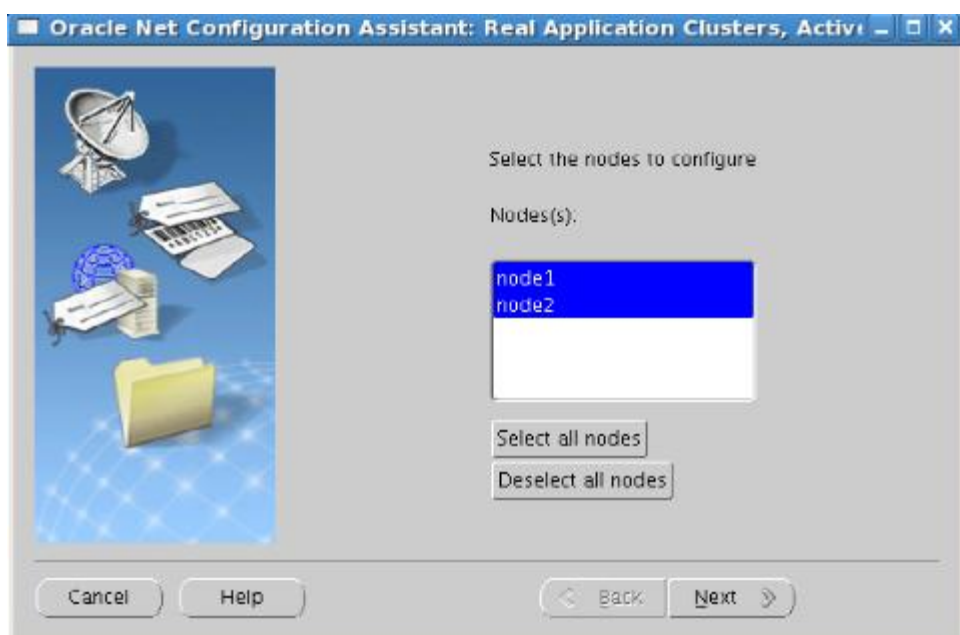 Oracle Net Configuration Assistant: Real Application Clusters, Active
Select the nodes to configure
Nodes(s):
node1
node2
Select all nodes
Deselect all nodes
Cancel
Help
Back
Next